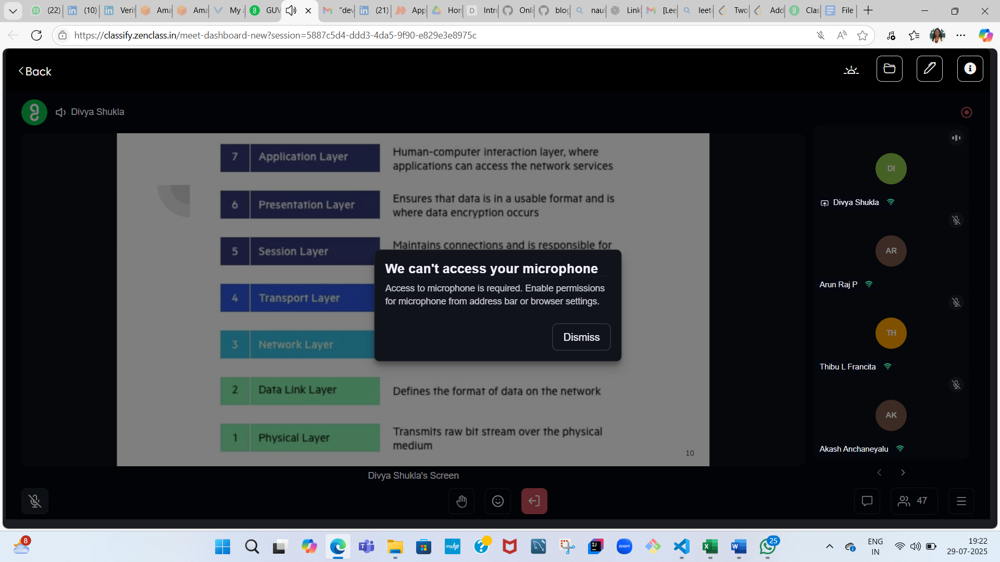 22
(22)
(10)
Verif
Ama
Ama
My a
GUV
"dev
(21)
App
Hon
D
Intro
Onli
blog
nauk
Link
[Lee
leetc
Two
Add
Clas
File
https://classify.zenclass.in/meet-dashboard-new?session=5887c5d4-ddd3-4da5-9f90-e829e3e8975c
Back
Divya Shukla
7 Application Layer
Human-computer interaction layer, where
applications can access the network services
6 Presentation Layer
Ensures that data is in a usable format and is
where data encryption occurs
5 Session Layer
Maintains connections and is responsible for
4 Transport Layer
3 Network Layer
2 Data Link Layer
Defines the format of data on the network
1 Physical Layer
Transmits raw bit stream over the physical
medium
10
We can't access your microphone
Access to microphone is required. Enable permissions
for microphone from address bar or browser settings.
Dismiss
DI
Divya Shukla
AR
Arun Raj P
TH
Thibu L Francita
AK
Akash Anchaneyalu
Divya Shukla's Screen
47
8
myhp
zoom
25
ENG
IN
19:22
29-07-2025